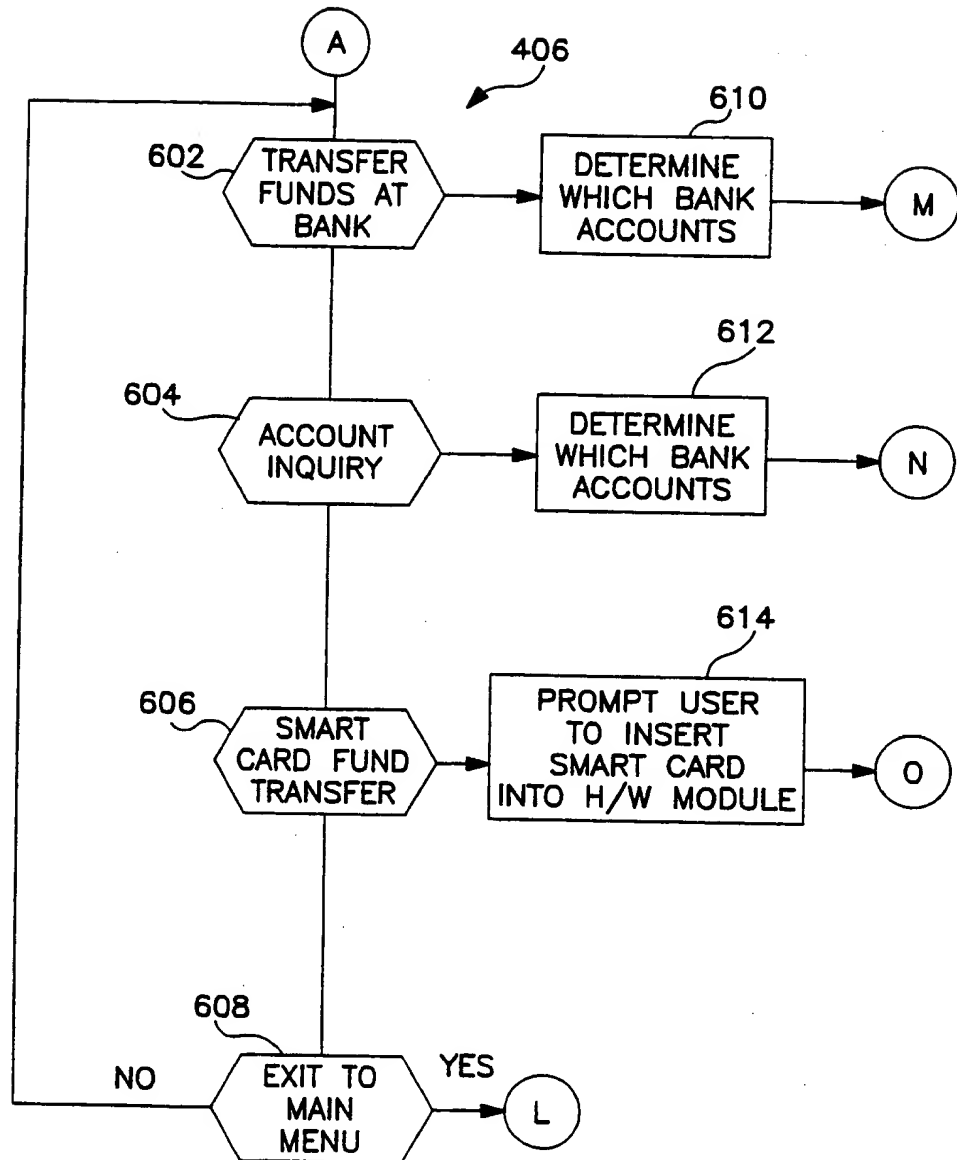 A
406
602
TRANSFER
FUNDS AT
BANK
610
DETERMINE
WHICH BANK
ACCOUNTS
M
604
ACCOUNT
INQUIRY
612
DETERMINE
WHICH BANK
ACCOUNTS
N
606
SMART
CARD FUND
TRANSFER
614
PROMPT USER
TO INSERT
SMART CARD
INTO H/W MODULE
O
608
NO
EXIT TO
MAIN
MENU
YES
L